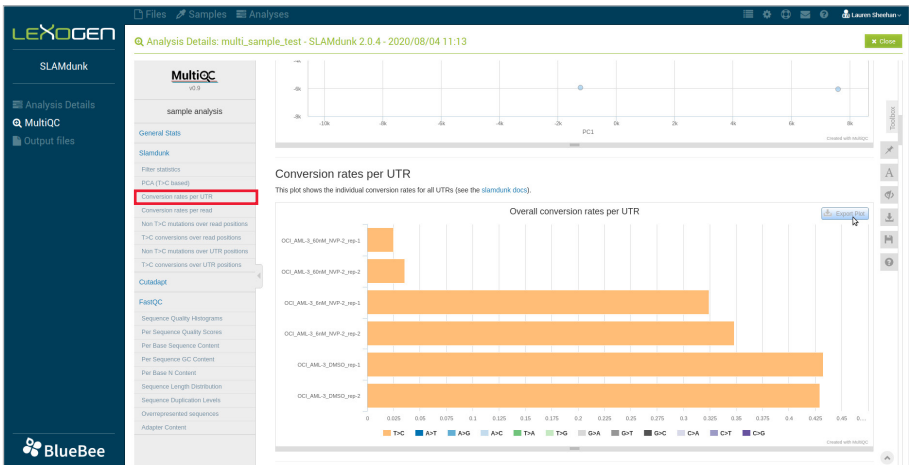 Files Samples Analyses
Lauren Sheehan
LEXOGEN
Analysis Details: multi_sample_test - SLAMdunk 2.0.4 - 2020/08/04 11:13
Close
SLAMdunk
Analysis Details
MultiQC
Output files
BlueBee
MultiQC
v0.9
sample analysis
General Stats
Slamdunk
Filter statistics
PCA (T>C based)
Conversion rates per UTR
Conversion rates per read
Non T>C mutations over read positions
T>C conversions over read positions
Non T>C mutations over UTR positions
T>C conversions over UTR positions
Cutadapt
FastQC
Sequence Quality Histograms
Per Sequence Quality Scores
Per Base Sequence Content
Per Sequence GC Content
Per Base N Content
Sequence Length Distribution
Sequence Duplication Levels
Overrepresented sequences
Adapter Content
-6k
-8k
-10k -8k -6k -4k -2k 0k 2k 4k 6k 8k
PC1
Created with MultiQC
Toolbox
Conversion rates per UTR
This plot shows the individual conversion rates for all UTRs (see the slamdunk docs).
Overall conversion rates per UTR
Export Plot
OCI_AML-3_60nM_NVP-2_rep-1
OCI_AML-3_60nM_NVP-2_rep-2
OCI_AML-3_6nM_NVP-2_rep-1
OCI_AML-3_6nM_NVP-2_rep-2
OCI_AML-3_DMSO_rep-1
OCI_AML-3_DMSO_rep-2
0 0.025 0.05 0.075 0.1 0.125 0.15 0.175 0.2 0.225 0.25 0.275 0.3 0.325 0.35 0.375 0.4 0.425 0.45 0....
T>C A>T A>G A>C T>A T>G G>A G>T G>C C>A C>T C>G
Created with MultiQC